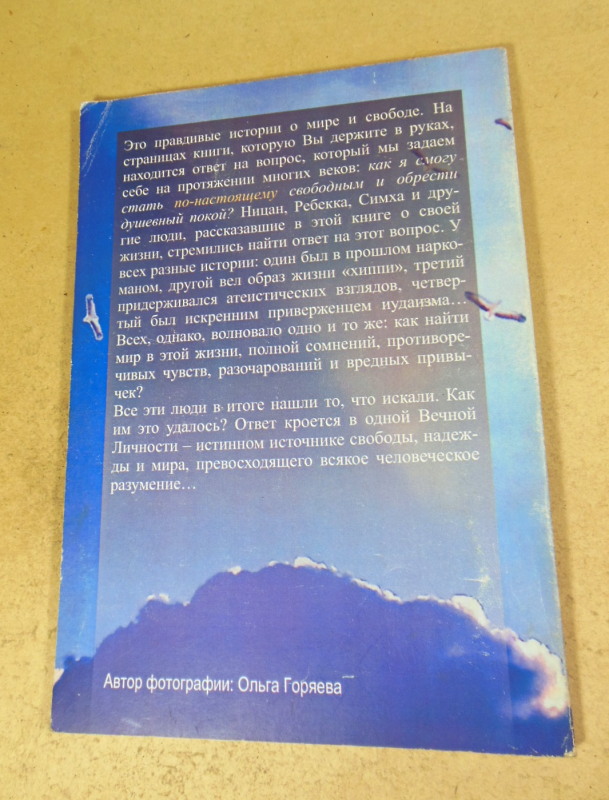 Это правдивые истории о мире и свободе. На
страницах книги, которую Вы держите в руках,
находится ответ на вопрос, который мы задаем
себе на протяжении многих веков: как я смогу
стать по-настоящему свободным и обрести
душевный покой? Ницан, Ребекка, Симха и дру-
гие люди, рассказавшие в этой книге о своей
жизни, стремились найти ответ на этот вопрос. У
всех разные истории: один был в прошлом нарко-
маном, другой вел образ жизни «хиппи», третий
придерживался атеистических взглядов, четвер-
тый был искренним приверженцем иудаизма...
Всех, однако, волновало одно и то же: как найти
мир в этой жизни, полной сомнений, противоре-
чивых чувств, разочарований и вредных привы-
чек?
Все эти люди в итоге нашли то, что искали. Как
им это удалось? Ответ кроется в одной Вечной
Личности – истинном источнике свободы, надеж-
ды и мира, превосходящего всякое человеческое
разумение...
Автор фотографии: Ольга Горяева